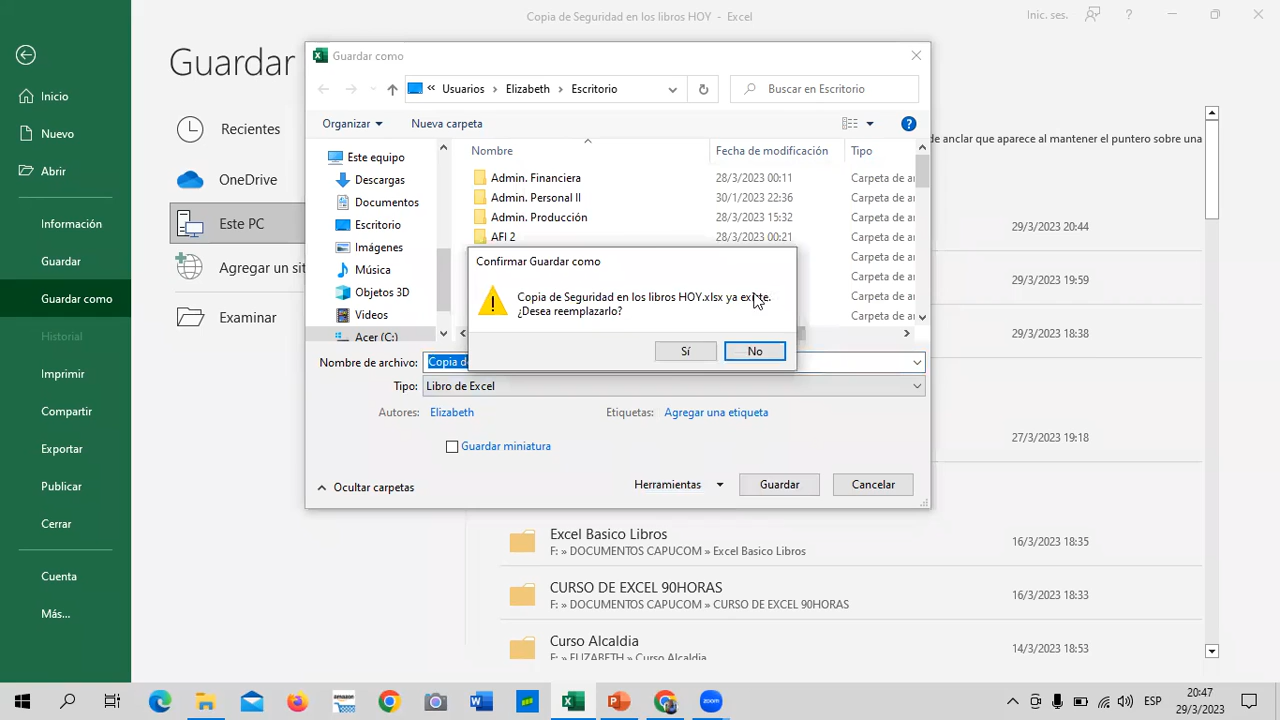 Copia de Seguridad en los libros HOY - Excel
Inic. ses.
?
Guardar
Inicio
Nuevo
Abrir
Información
Guardar
Guardar como
Historial
Imprimir
Compartir
Exportar
Publicar
Cerrar
Cuenta
Más...
Recientes
OneDrive
Este PC
Agregar un sit
Examinar
Guardar como
« Usuarios > Elizabeth > Escritorio
Buscar en Escritorio
Organizar
Nueva carpeta
?
Este equipo
Descargas
Documentos
Escritorio
Imágenes
Música
Objetos 3D
Videos
Acer (C:)
Nombre Fecha de modificación Tipo
Admin. Financiera 28/3/2023 00:11 Carpeta de ar
Admin. Personal II 30/1/2023 22:36 Carpeta de ar
Admin. Producción 28/3/2023 15:32 Carpeta de ar
AFI 2 28/3/2023 00:21 Carpeta de ar
Carpeta de ar
Carpeta de ar
Carpeta de ar
Carpeta de ar
Confirmar Guardar como
Copia de Seguridad en los libros HOY.xlsx ya existe.
¿Desea reemplazarlo?
Sí
No
Nombre de archivo: Copia d
Tipo: Libro de Excel
Autores: Elizabeth
Etiquetas: Agregar una etiqueta
Guardar miniatura
Ocultar carpetas
Herramientas
Guardar
Cancelar
de anclar que aparece al mantener el puntero sobre una
29/3/2023 20:44
29/3/2023 19:59
29/3/2023 18:38
27/3/2023 19:18
Excel Basico Libros
F: » DOCUMENTOS CAPUCOM » Excel Basico Libros
16/3/2023 18:35
CURSO DE EXCEL 90HORAS
F: » DOCUMENTOS CAPUCOM » CURSO DE EXCEL 90HORAS
16/3/2023 18:33
Curso Alcaldia
F: » ELIZABETH » Curso Alcaldia
14/3/2023 18:53
ESP
20:47
29/3/2023